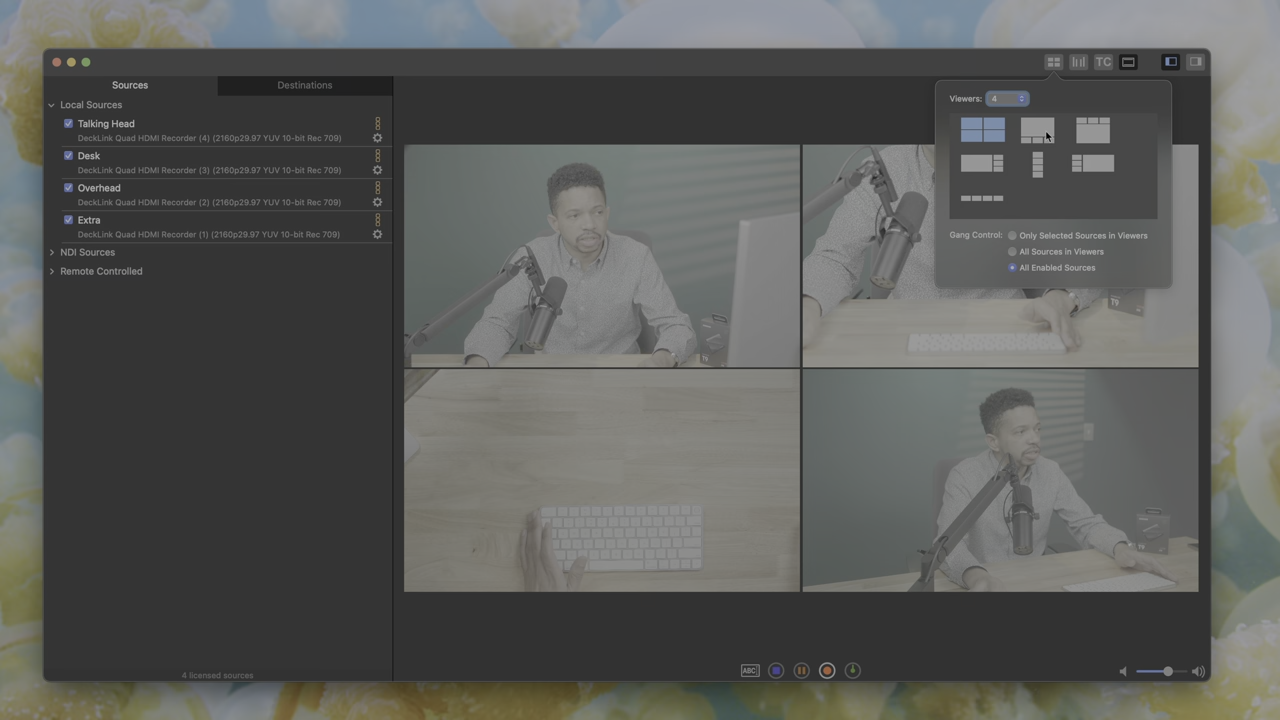 TC
Sources
Destinations
Viewers: 4
Local Sources
Talking Head
DeckLink Quad HDMI Recorder (4) (2160p29.97 YUV 10-bit Rec 709)
Desk
DeckLink Quad HDMI Recorder (3) (2160p29.97 YUV 10-bit Rec 709)
Overhead
DeckLink Quad HDMI Recorder (2) (2160p29.97 YUV 10-bit Rec 709)
Extra
DeckLink Quad HDMI Recorder (1) (2160p29.97 YUV 10-bit Rec 709)
Gang Control: Only Selected Sources in Viewers
All Sources in Viewers
All Enabled Sources
NDI Sources
Remote Controlled
4 licensed sources
ABC